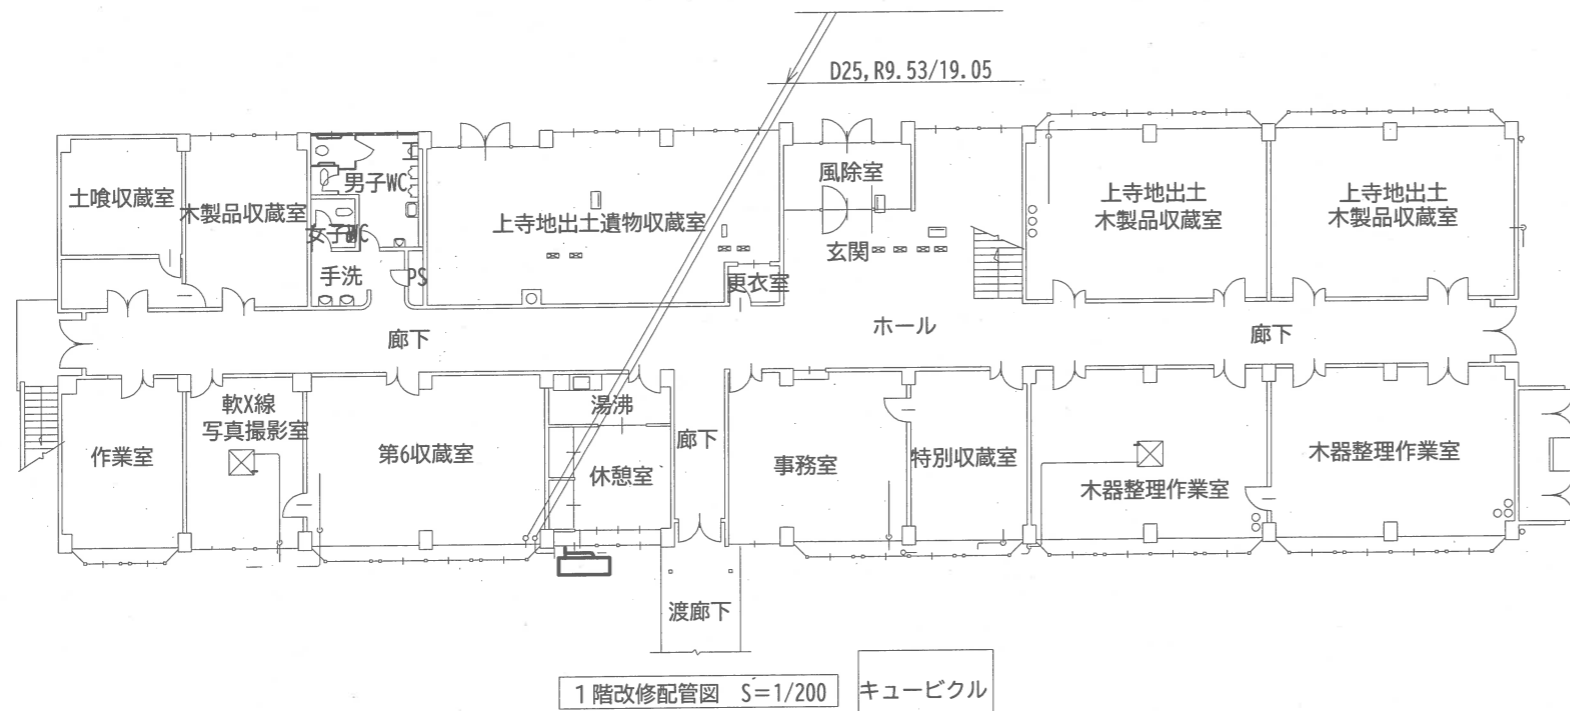 D25, R9.53/19.05
土喰収蔵室
木製品収蔵室
男子WC
女子WC
手洗
PS
上寺地出土遺物収蔵室
更衣室
風除室
玄関
ホール
上寺地出土
木製品収蔵室
上寺地出土
木製品収蔵室
廊下
廊下
作業室
軟X線
写真撮影室
第6収蔵室
湯沸
休憩室
廊下
事務室
特別収蔵室
木器整理作業室
木器整理作業室
渡廊下
1階改修配管図 S=1/200
キュービクル